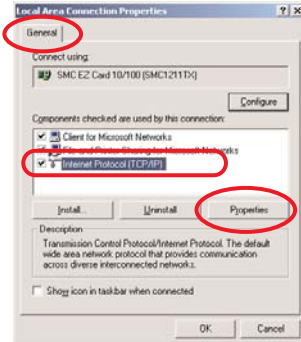 Local Area Connection Properties
General
Connect using:
SMC EZ Card 10/100 (SMC1211TX)
Configure
Components checked are used by this connection:
Client for Microsoft Networks
File and Printer Sharing for Microsoft Networks
Internet Protocol (TCP/IP)
Install...
Uninstall
Properties
Description
Transmission Control Protocol/Internet Protocol. The default
wide area network protocol that provides communication
across diverse interconnected networks.
Show icon in taskbar when connected
OK
Cancel